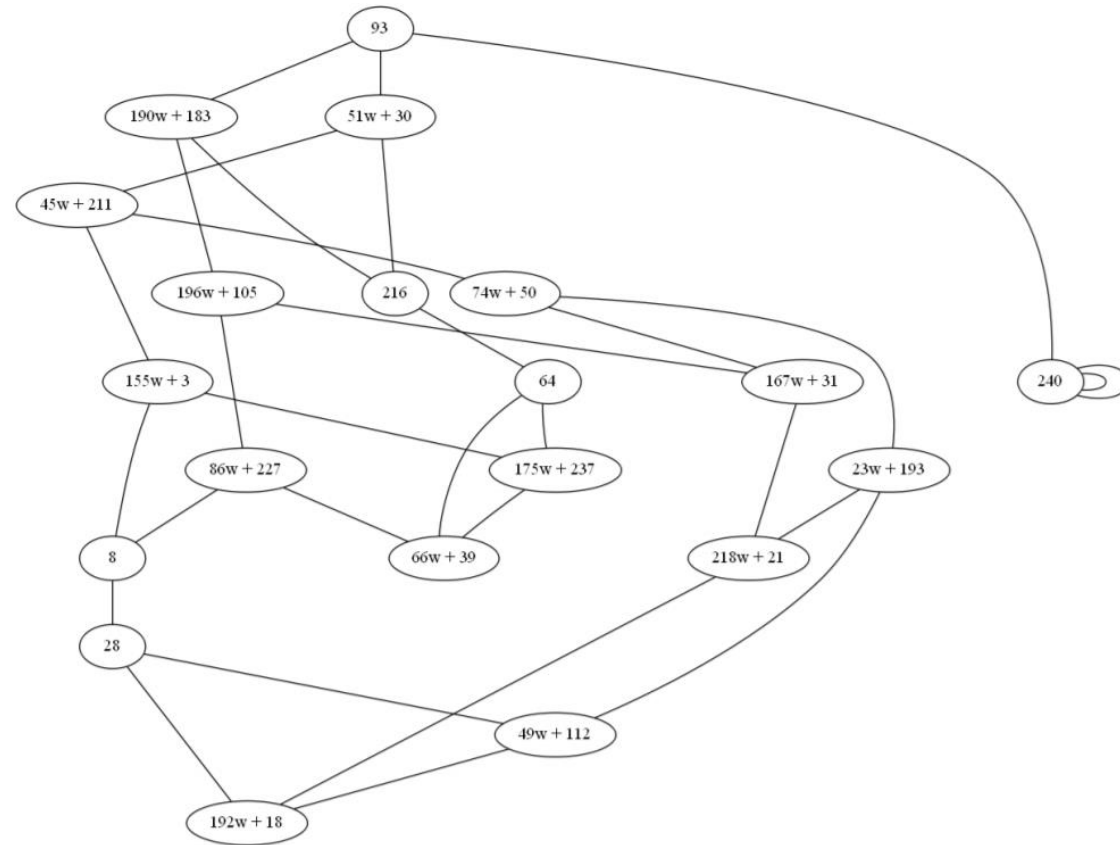 93
190w + 183
51w + 30
45w + 211
196w + 105
216
74w + 50
155w + 3
64
167w + 31
240
86w + 227
175w + 237
23w + 193
8
66w + 39
218w + 21
28
49w + 112
192w + 18